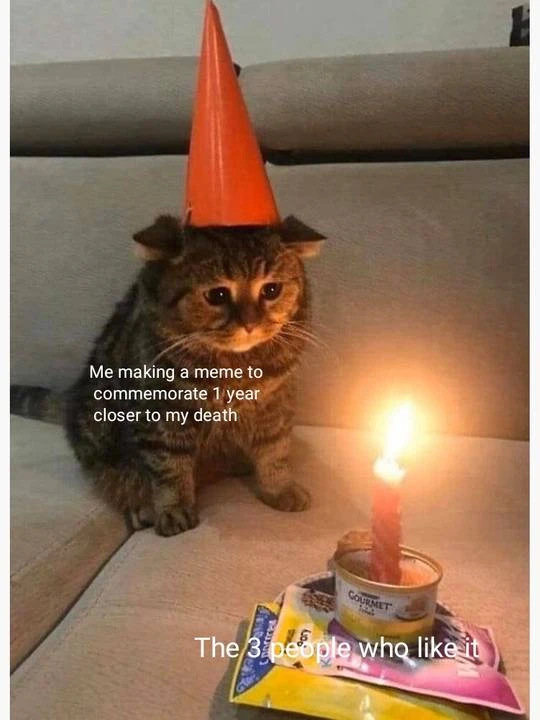 Me making a meme to
commemorate 1 year
closer to my death
GOURMET
The 3 people who like it